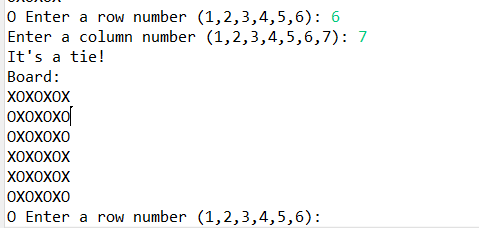 O Enter a row number (1,2,3,4,5,6): 6
Enter a column number (1,2,3,4,5,6,7): 7
It's a tie!
Board:
XOXOXOX
OXOXOXO
OXOXOXO
XOXOXOX
XOXOXOX
OXOXOXO
O Enter a row number (1,2,3,4,5,6):